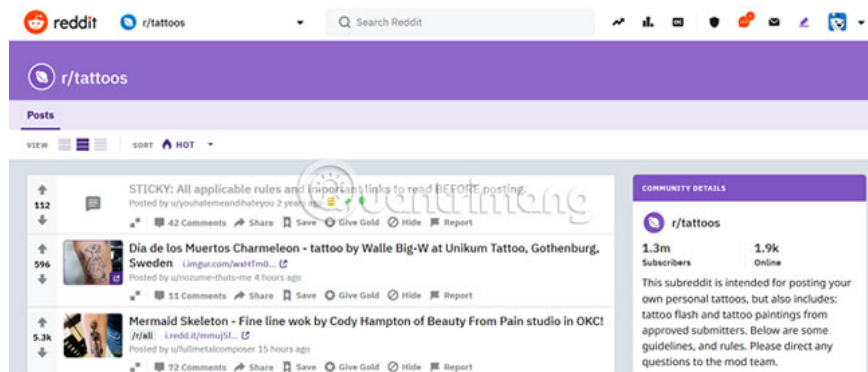 reddit
r/tattoos
Search Reddit
r/tattoos
Posts
VIEW
SORT HOT
112
STICKY: All applicable rules and important links to read BEFORE posting.
Posted by u/youhatemeandihateyou 2 years ago
42 Comments Share Save Give Gold Hide Report
Quantrimang
596
Día de los Muertos Charmeleon - tattoo by Walle Big-W at Unikum Tattoo, Gothenburg,
Sweden i.imgur.com/wxHTm0...
Posted by u/nozume-thats-me 4 hours ago
11 Comments Share Save Give Gold Hide Report
5.3k
Mermaid Skeleton - Fine line wok by Cody Hampton of Beauty From Pain studio in OKC!
/r/all i.redd.it/mmuj5f...
Posted by u/fullmetalcomposer 15 hours ago
72 Comments Share Save Give Gold Hide Report
COMMUNITY DETAILS
r/tattoos
1.3m 1.9k
Subscribers Online
This subreddit is intended for posting your
own personal tattoos, but also includes:
tattoo flash and tattoo paintings from
approved submitters. Below are some
guidelines, and rules. Please direct any
questions to the mod team.